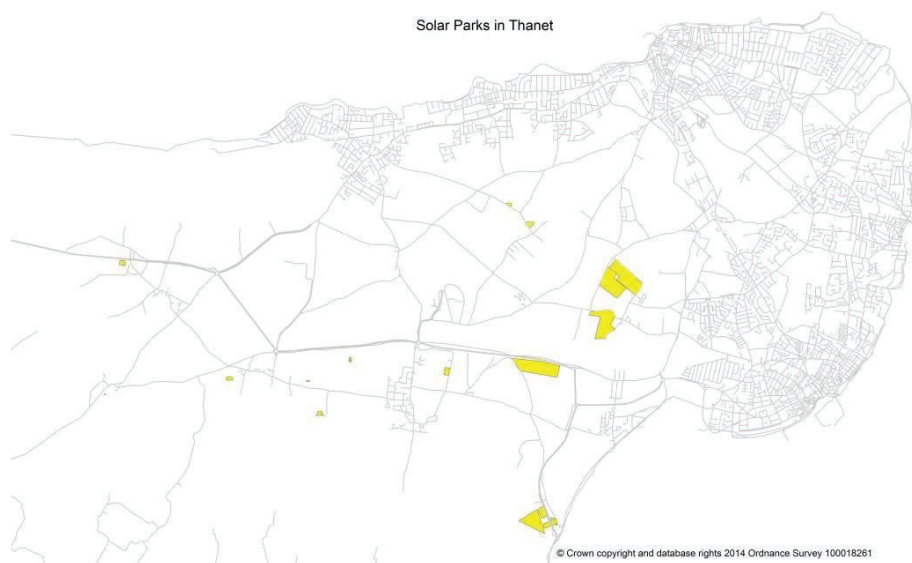 Solar Parks in Thanet
© Crown copyright and database rights 2014 Ordnance Survey 100018261